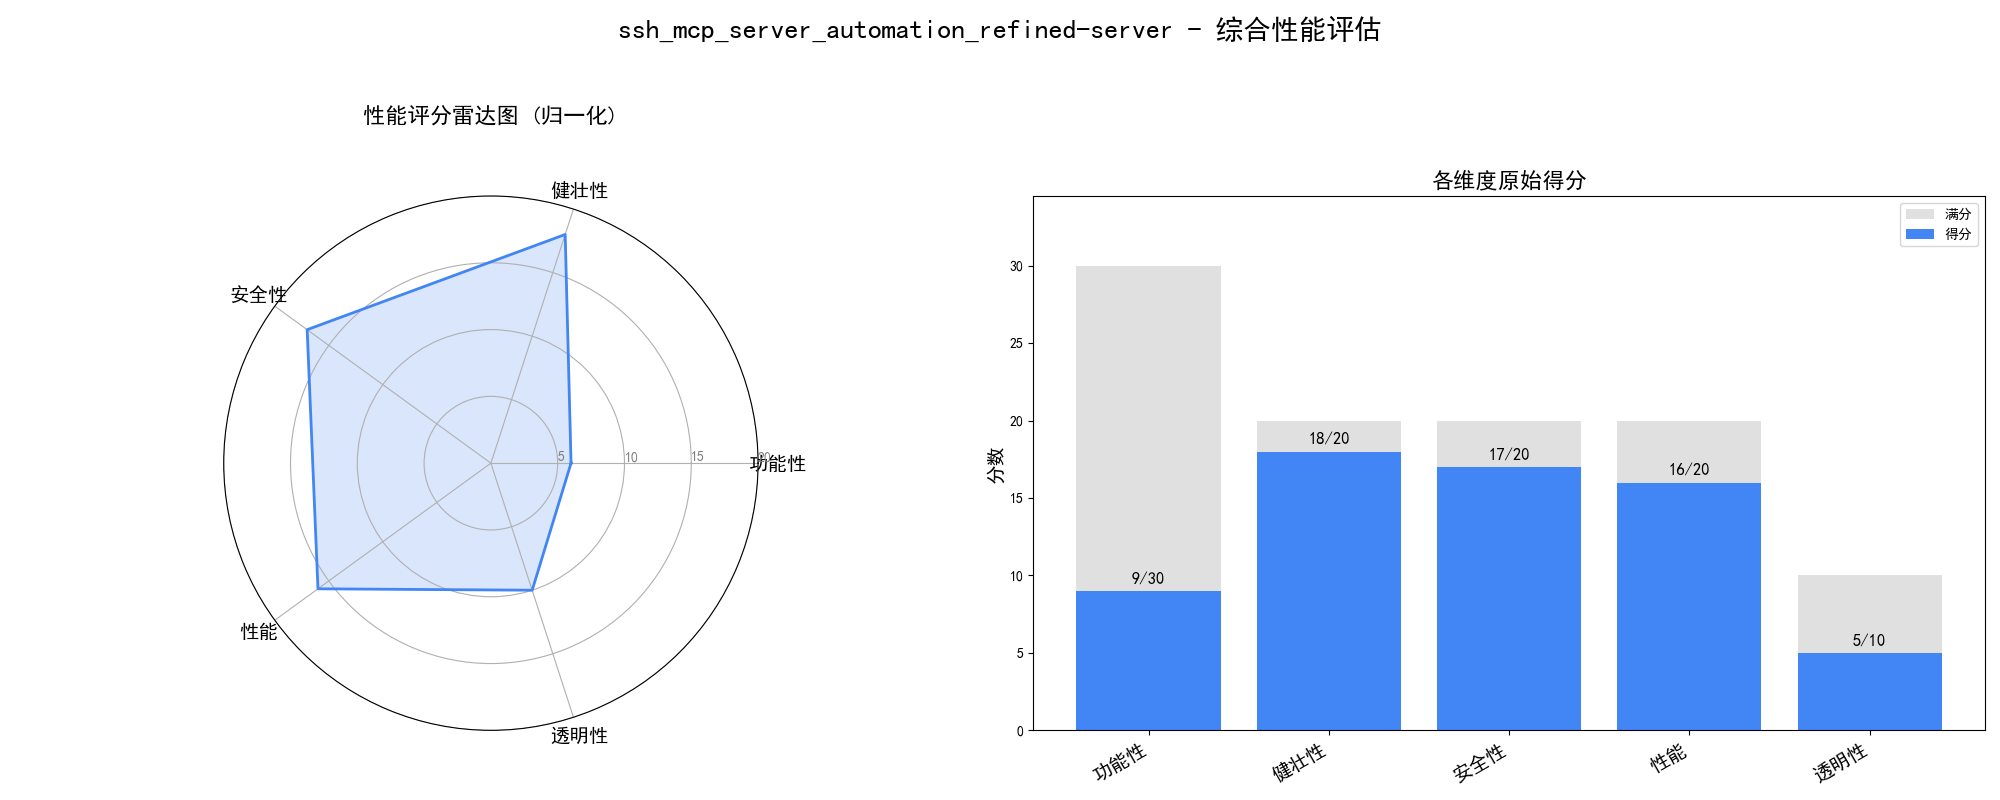 ssh_mcp_server_automation_refined-server - 综合性能评估
性能评分雷达图 (归一化)
健壮性
安全性
功能性
性能
透明性
5
10
15
20
各维度原始得分
满分
得分
分数
30
25
20
15
10
5
0
9/30
18/20
17/20
16/20
5/10
功能性
健壮性
安全性
性能
透明性